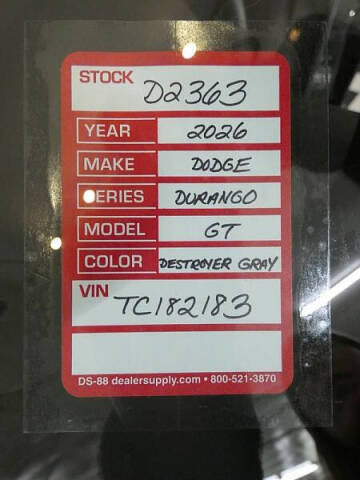 STOCK D2363
YEAR 2026
MAKE DODGE
SERIES DURANGO
MODEL GT
COLOR DESTROYER GRAY
VIN TC182183
DS-88 dealersupply.com • 800-521-3870